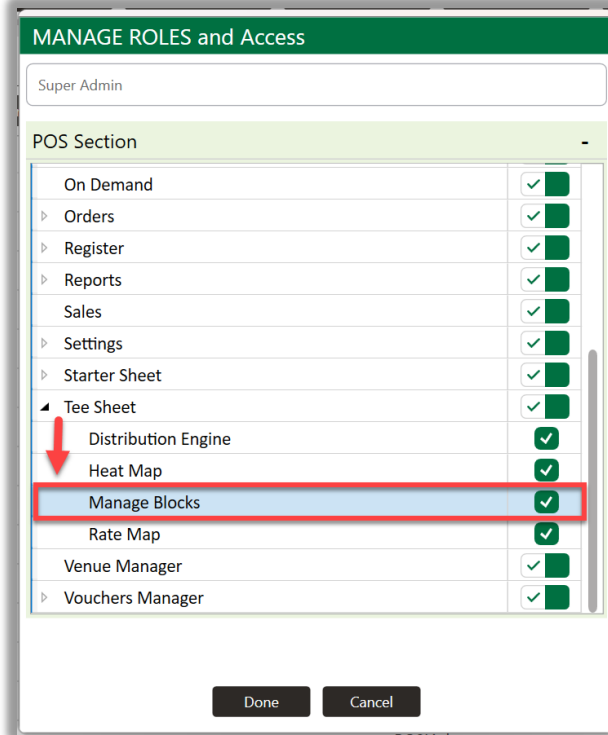 MANAGE ROLES and Access
Super Admin
POS Section -
On Demand
Orders
Register
Reports
Sales
Settings
Starter Sheet
Tee Sheet
Distribution Engine
Heat Map
Manage Blocks
Rate Map
Venue Manager
Vouchers Manager
Done Cancel